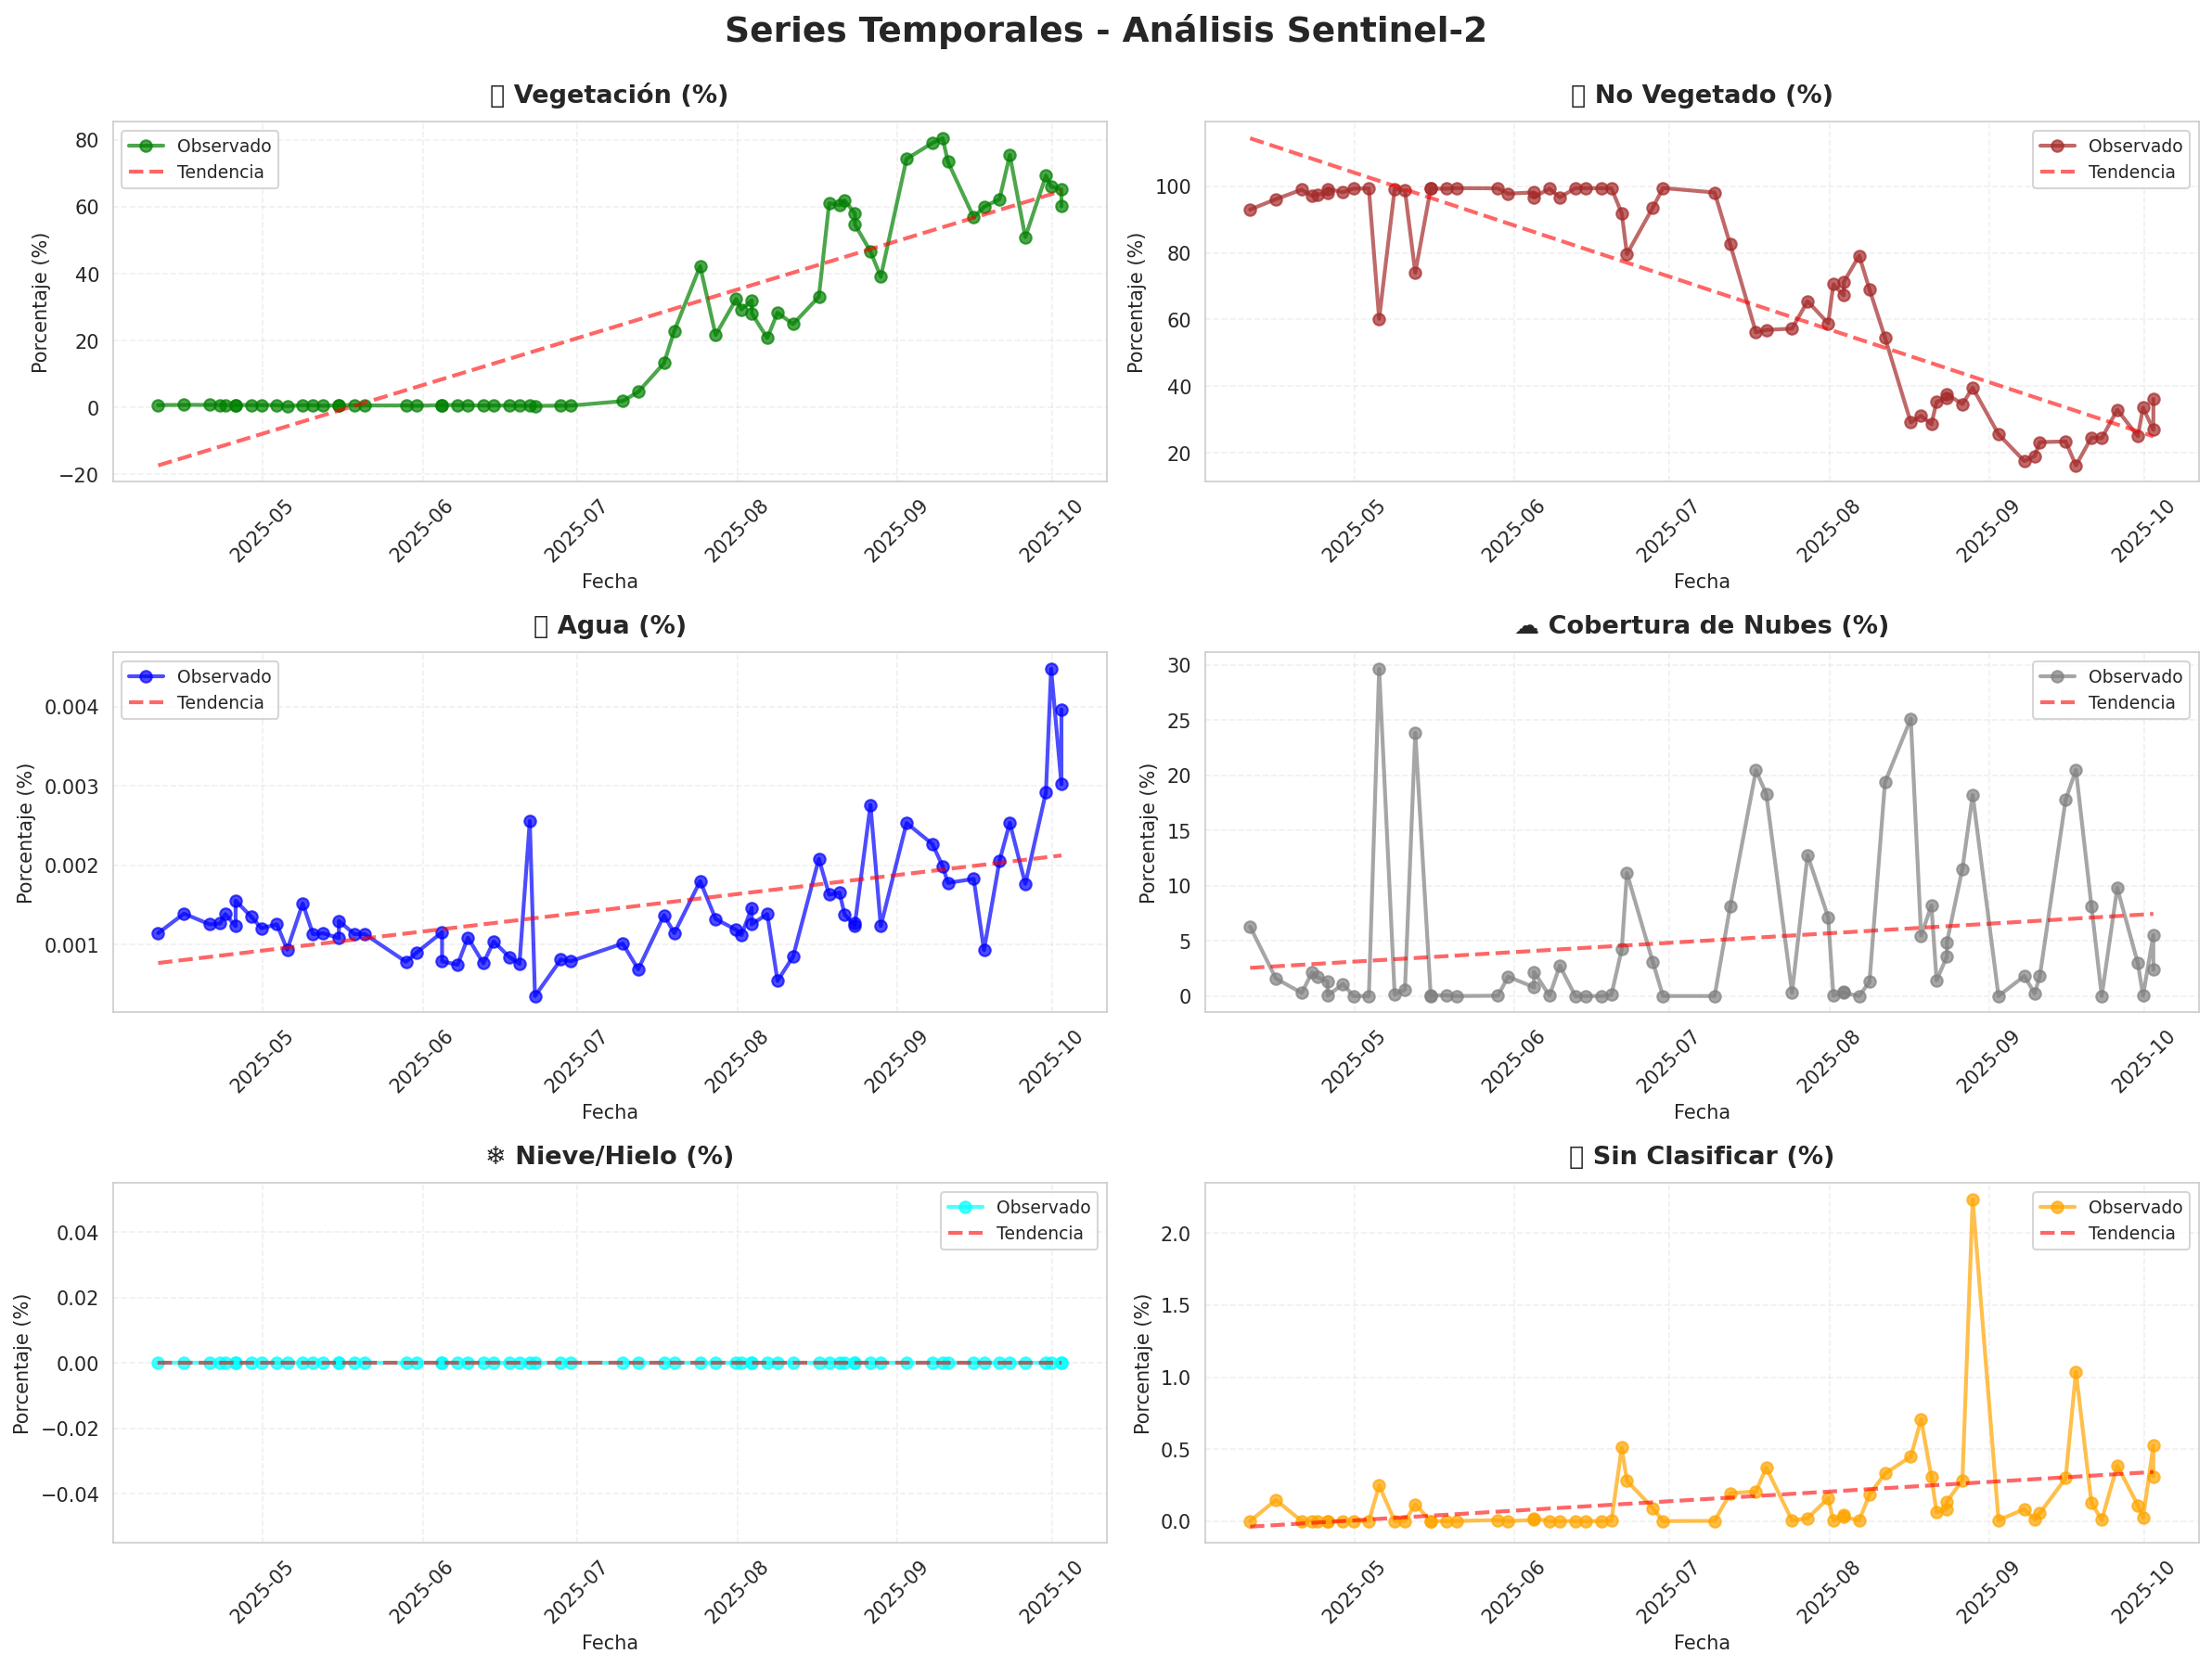 Series Temporales - Análisis Sentinel-2
▯ Vegetación (%)
Porcentaje (%)
80
60
40
20
0
−20
Observado
Tendencia
2025-05
2025-06
2025-07
2025-08
2025-09
2025-10
Fecha
▯ No Vegetado (%)
Porcentaje (%)
100
80
60
40
20
Observado
Tendencia
2025-05
2025-06
2025-07
2025-08
2025-09
2025-10
Fecha
▯ Agua (%)
Porcentaje (%)
0.004
0.003
0.002
0.001
Observado
Tendencia
2025-05
2025-06
2025-07
2025-08
2025-09
2025-10
Fecha
☁ Cobertura de Nubes (%)
Porcentaje (%)
30
25
20
15
10
5
0
Observado
Tendencia
2025-05
2025-06
2025-07
2025-08
2025-09
2025-10
Fecha
❄ Nieve/Hielo (%)
Porcentaje (%)
0.04
0.02
0.00
−0.02
−0.04
Observado
Tendencia
2025-05
2025-06
2025-07
2025-08
2025-09
2025-10
Fecha
▯ Sin Clasificar (%)
Porcentaje (%)
2.0
1.5
1.0
0.5
0.0
Observado
Tendencia
2025-05
2025-06
2025-07
2025-08
2025-09
2025-10
Fecha